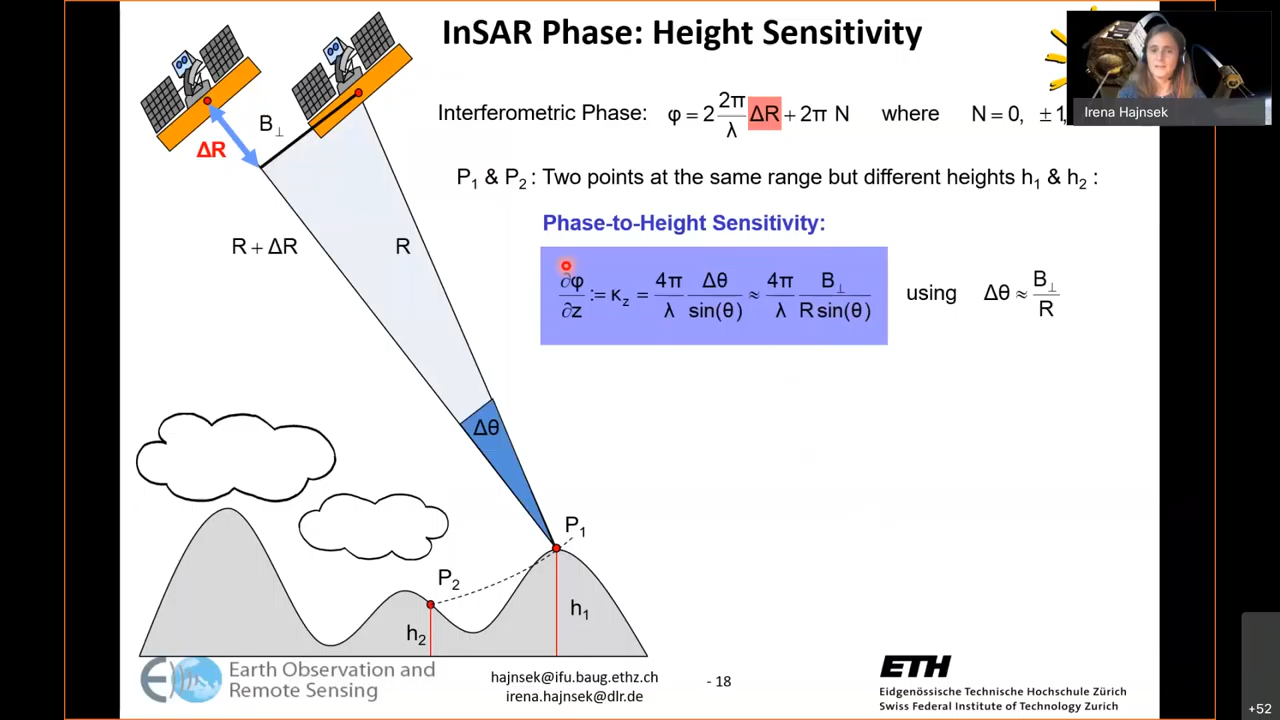 InSAR Phase: Height Sensitivity
Irena Hajnsek
Interferometric Phase: φ = 2 2π/λ ΔR + 2π N where N = 0, ± 1,
P₁ & P₂ : Two points at the same range but different heights h₁ & h₂ :
Phase-to-Height Sensitivity:
∂φ/∂z := κ_z = 4π/λ Δθ/sin(θ) ≈ 4π/λ B⊥/R sin(θ) using Δθ ≈ B⊥/R
B⊥
ΔR
R + ΔR
R
Δθ
P₁
P₂
h₁
h₂
Earth Observation and
Remote Sensing
hajnsek@ifu.baug.ethz.ch
irena.hajnsek@dlr.de
- 18
ETH
Eidgenössische Technische Hochschule Zürich
Swiss Federal Institute of Technology Zurich
+52